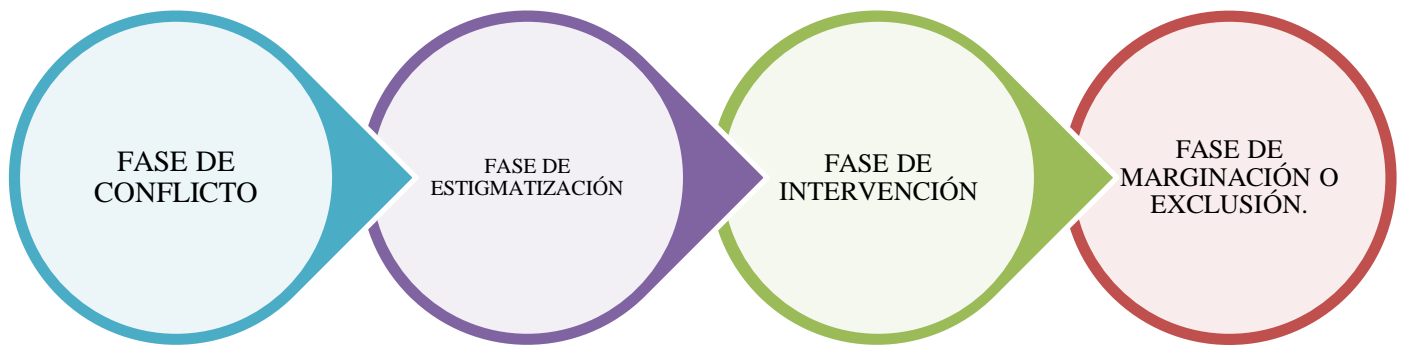 FASE DE
CONFLICTO
FASE DE
ESTIGMATIZACIÓN
FASE DE
INTERVENCIÓN
FASE DE
MARGINACIÓN O
EXCLUSIÓN.